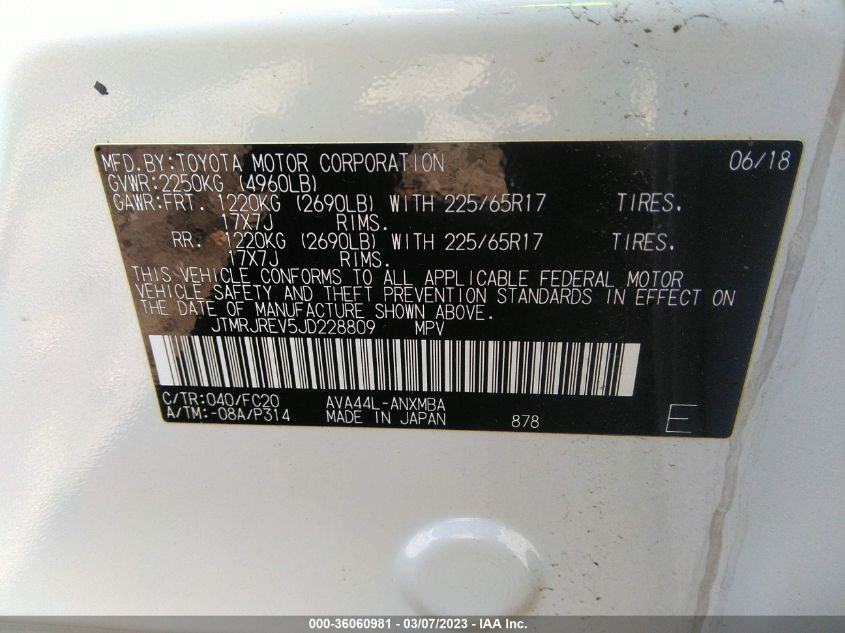 MFD.BY:TOYOTA MOTOR CORPORATION 06/18
GVWR:2250KG (4960LB)
GAWR:FRT. 1220KG (2690LB) WITH 225/65R17 TIRES.
17X7J RIMS.
RR. 1220KG (2690LB) WITH 225/65R17 TIRES.
17X7J RIMS.
THIS VEHICLE CONFORMS TO ALL APPLICABLE FEDERAL MOTOR
VEHICLE SAFETY AND THEFT PREVENTION STANDARDS IN EFFECT ON
THE DATE OF MANUFACTURE SHOWN ABOVE.
JTMRJREV5JD228809 MPV
C/TR:040/FC20 AVA44L-ANXMBA
A/TM:-08A/P314 MADE IN JAPAN 878 E
000-36060981 — 03/07/2023 — IAA Inc.